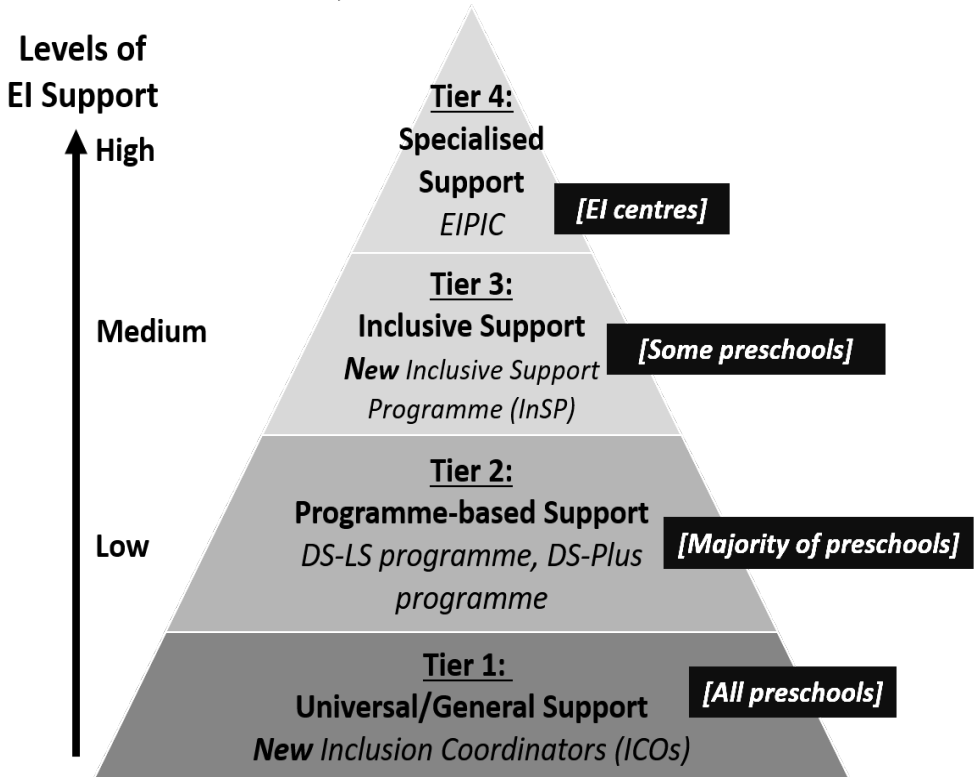 Levels of
EI Support
High
Medium
Low
Tier 4:
Specialised
Support
EIPIC
[EI centres]
Tier 3:
Inclusive Support
New Inclusive Support
Programme (InSP)
[Some preschools]
Tier 2:
Programme-based Support
DS-LS programme, DS-Plus
programme
[Majority of preschools]
Tier 1:
Universal/General Support
New Inclusion Coordinators (ICOs)
[All preschools]